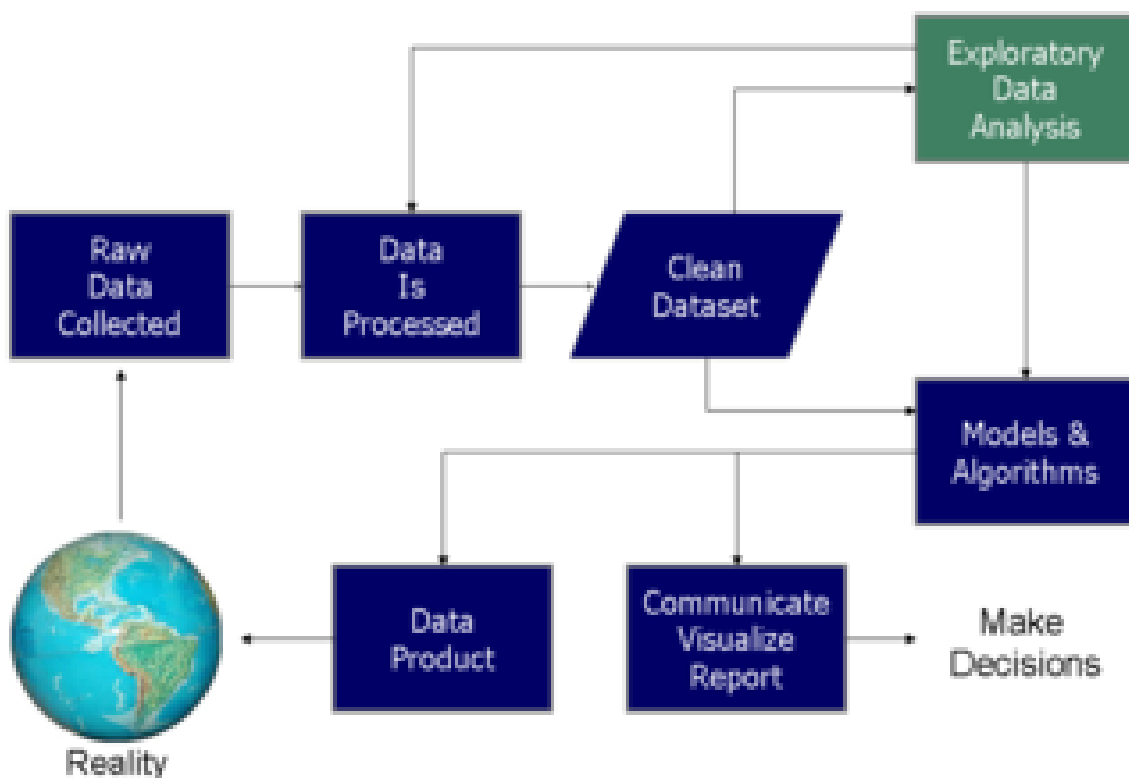 Exploratory
Data
Analysis
Raw
Data
Collected
Data
Is
Processed
Clean
Dataset
Models &
Algorithms
Data
Product
Communicate
Visualize
Report
Make
Decisions
Reality